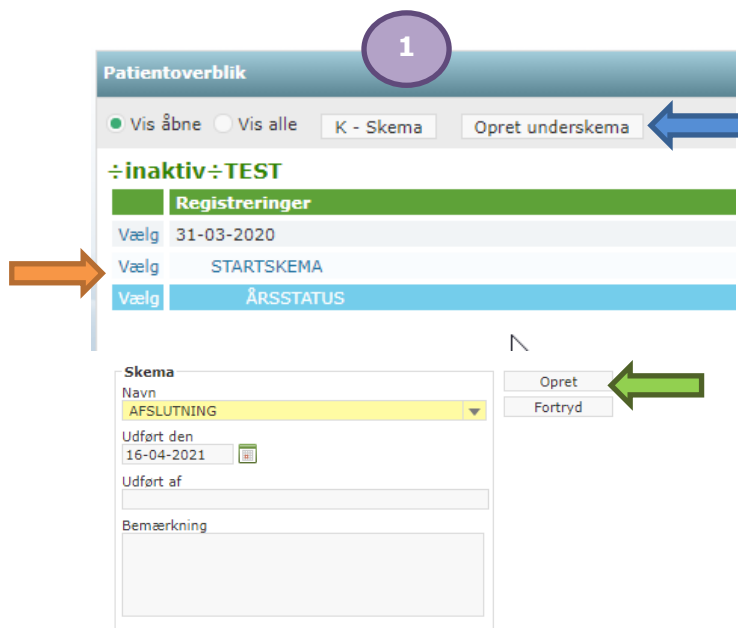 1
Patientoverblik
Vis åbne Vis alle K - Skema Opret underskema
÷inaktiv÷TEST
Registreringer
Vælg 31-03-2020
Vælg STARTSKEMA
Vælg ÅRSSTATUS
Skema
Navn
AFSLUTNING
Udført den
16-04-2021
Udført af
Bemærkning
Opret
Fortryd